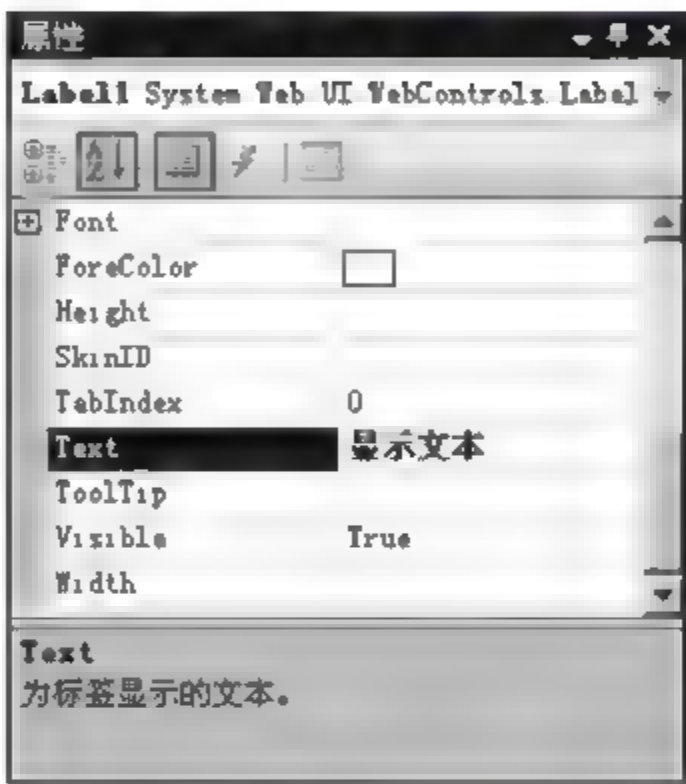 属性
Label1 System.Web.UI.WebControls.Label
Font
ForeColor
Height
SkinID
TabIndex 0
Text 显示文本
ToolTip
Visible True
Width
Text
为标签显示的文本。